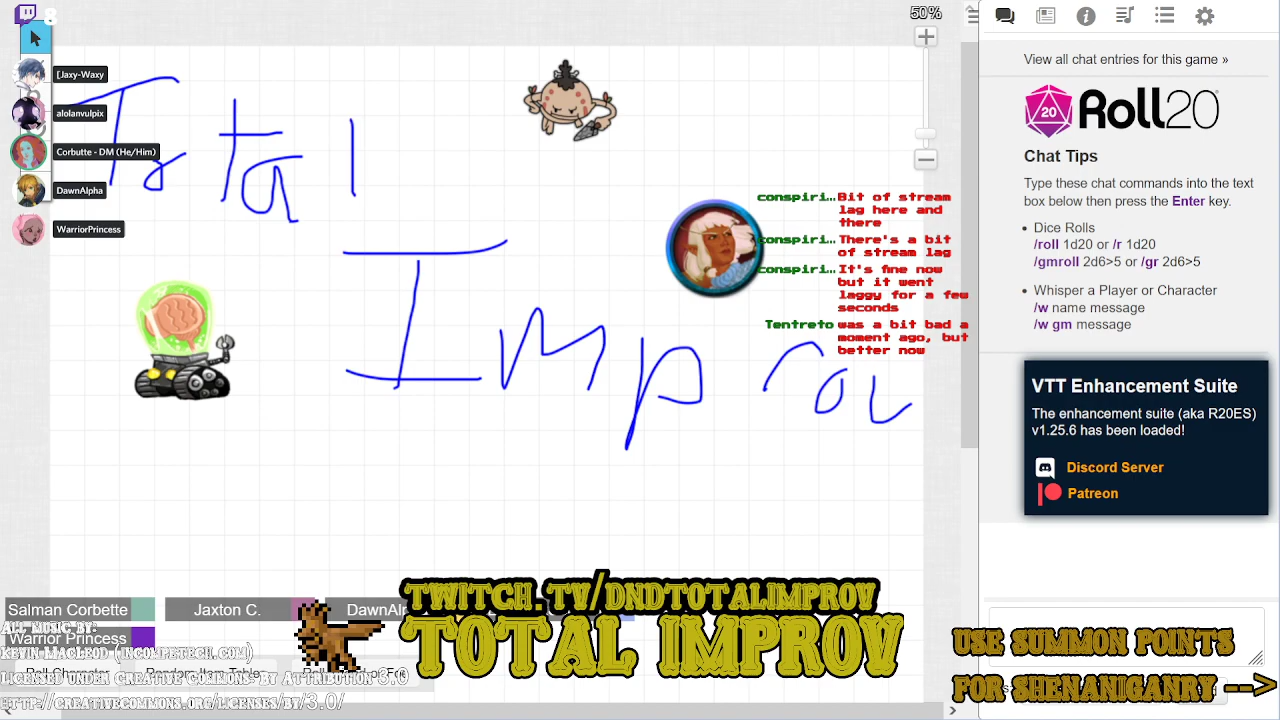 50%
View all chat entries for this game »
[Jaxy-Waxy
alolanvulpix
Corbutte - DM (He/Him)
DawnAlpha
WarriorPrincess
Total
Improv
20
Roll20
Chat Tips
Type these chat commands into the text
box below then press the Enter key.
Dice Rolls
/roll 1d20 or /r 1d20
/gmroll 2d6>5 or /gr 2d6>5
Whisper a Player or Character
/w name message
/w gm message
conspiri... Bit of stream
lag here and
there
conspiri... There's a bit
of stream lag
conspiri... It's fine now
but it went
laggy for a few
seconds
Tentreto was a bit bad a
moment ago, but
better now
VTT Enhancement Suite
The enhancement suite (aka R20ES)
v1.25.6 has been loaded!
Discord Server
Patreon
Salman Corbette
Jaxton C.
DawnAlp
Warrior Princess
All music by:
Kevin MacLeod (incompetech.com)
Licensed under Creative Commons: By Attribution 3.0
http://creativecommons.org/licenses/by/3.0/
TWITCH.TV/DNDTOTALIMPROV
TOTAL IMPROV
USE SUMMON POINTS
FOR SHENANIGANRY -->